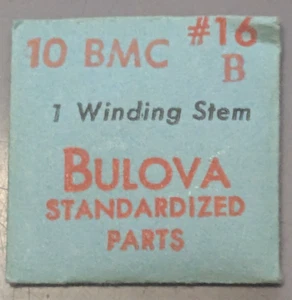 10 BMC #16
B
1 Winding Stem
BULOVA
STANDARDIZED
PARTS